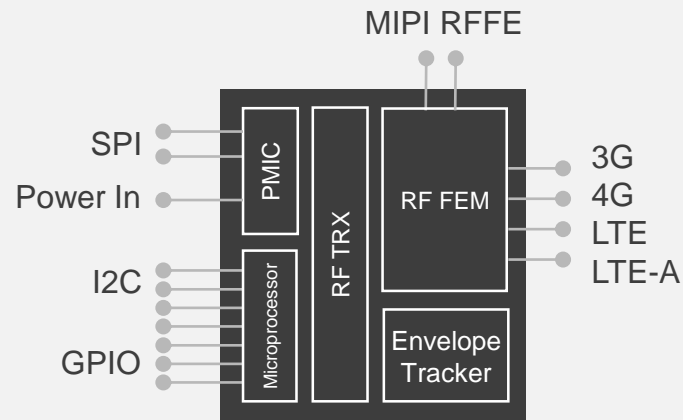 MIPI RFFE
SPI
Power In
I2C
GPIO
PMIC
Microprocessor
RF TRX
RF FEM
Envelope
Tracker
3G
4G
LTE
LTE-A